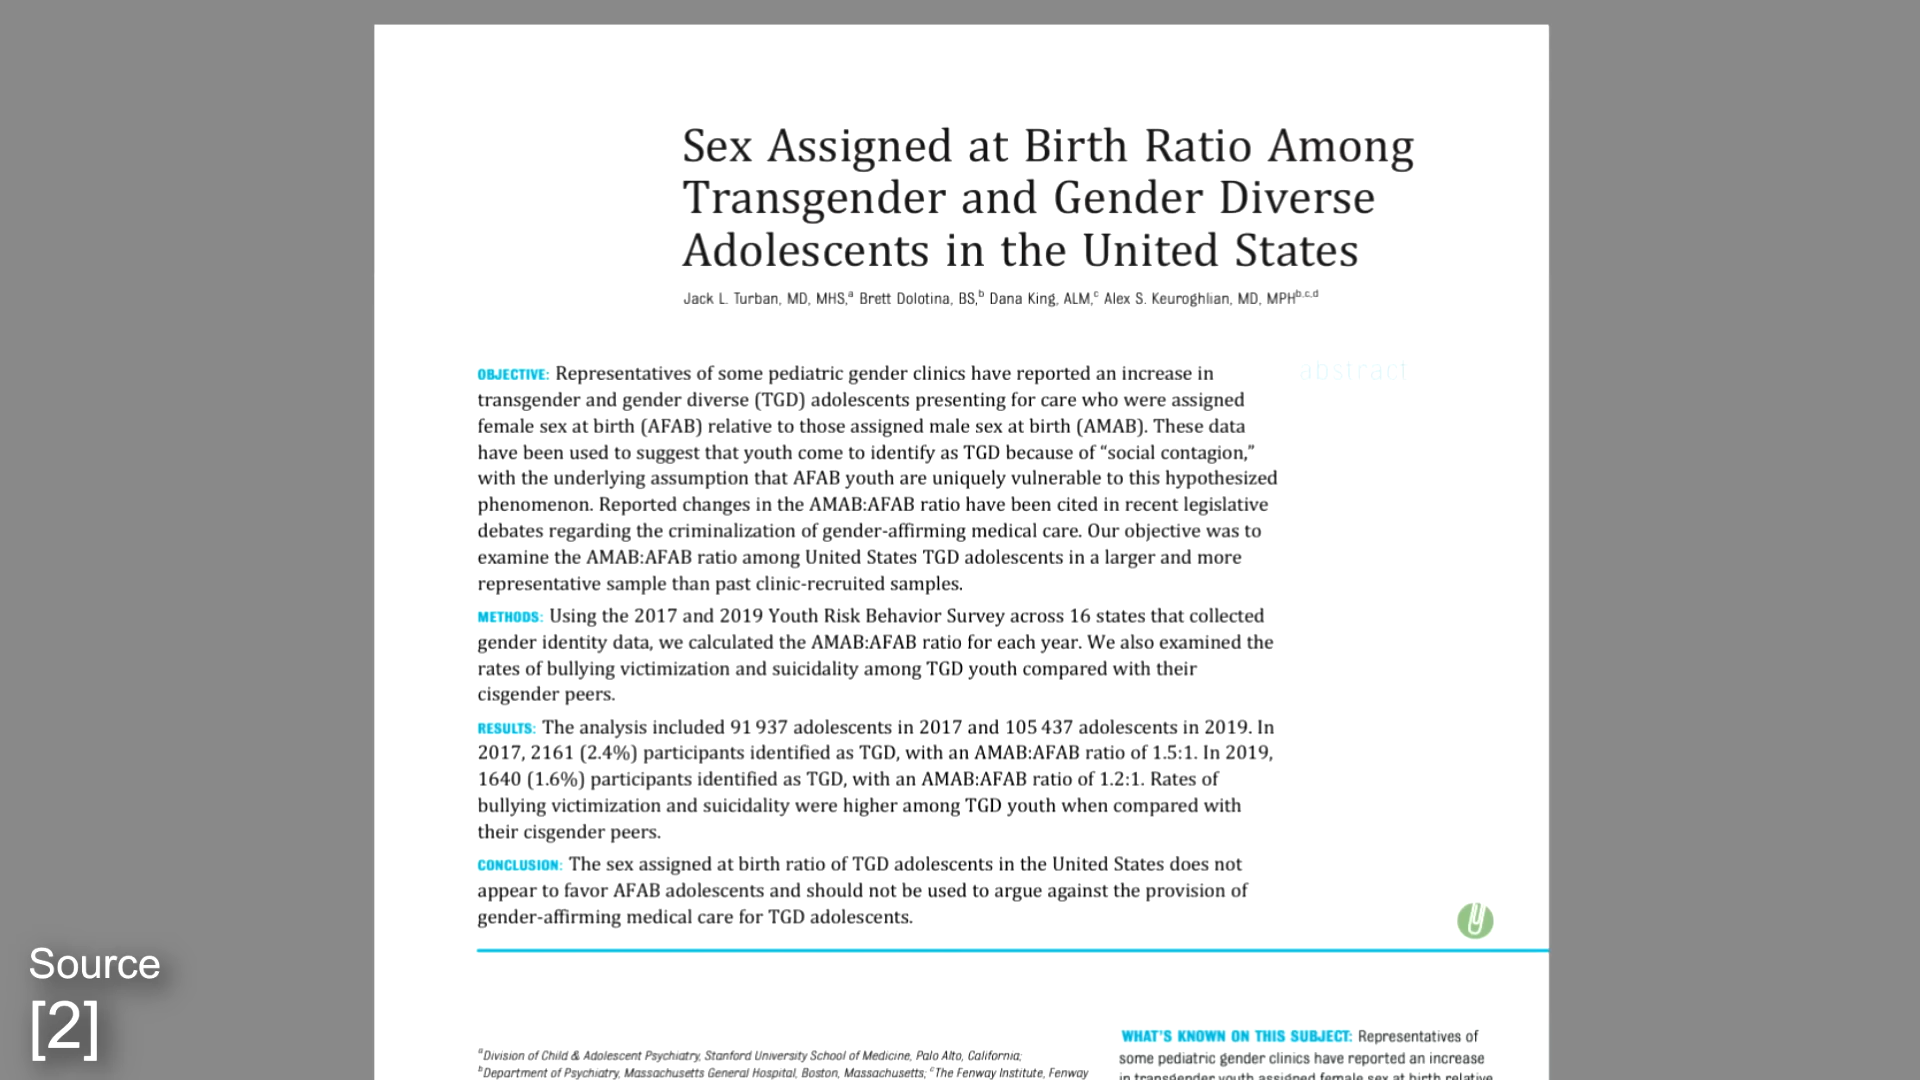 Sex Assigned at Birth Ratio Among
Transgender and Gender Diverse
Adolescents in the United States
Jack L. Turban, MD, MHS,a Brett Dolotina, BS,b Dana King, ALM,c Alex S. Keuroghlian, MD, MPHb,c,d
abstract
OBJECTIVE: Representatives of some pediatric gender clinics have reported an increase in
transgender and gender diverse (TGD) adolescents presenting for care who were assigned
female sex at birth (AFAB) relative to those assigned male sex at birth (AMAB). These data
have been used to suggest that youth come to identify as TGD because of “social contagion,”
with the underlying assumption that AFAB youth are uniquely vulnerable to this hypothesized
phenomenon. Reported changes in the AMAB:AFAB ratio have been cited in recent legislative
debates regarding the criminalization of gender-affirming medical care. Our objective was to
examine the AMAB:AFAB ratio among United States TGD adolescents in a larger and more
representative sample than past clinic-recruited samples.
METHODS: Using the 2017 and 2019 Youth Risk Behavior Survey across 16 states that collected
gender identity data, we calculated the AMAB:AFAB ratio for each year. We also examined the
rates of bullying victimization and suicidality among TGD youth compared with their
cisgender peers.
RESULTS: The analysis included 91 937 adolescents in 2017 and 105 437 adolescents in 2019. In
2017, 2161 (2.4%) participants identified as TGD, with an AMAB:AFAB ratio of 1.5:1. In 2019,
1640 (1.6%) participants identified as TGD, with an AMAB:AFAB ratio of 1.2:1. Rates of
bullying victimization and suicidality were higher among TGD youth when compared with
their cisgender peers.
CONCLUSION: The sex assigned at birth ratio of TGD adolescents in the United States does not
appear to favor AFAB adolescents and should not be used to argue against the provision of
gender-affirming medical care for TGD adolescents.
Source
[2]
aDivision of Child & Adolescent Psychiatry, Stanford University School of Medicine, Palo Alto, California;
bDepartment of Psychiatry, Massachusetts General Hospital, Boston, Massachusetts; cThe Fenway Institute, Fenway
WHAT'S KNOWN ON THIS SUBJECT: Representatives of
some pediatric gender clinics have reported an increase
in transgender youth assigned female sex at birth relative